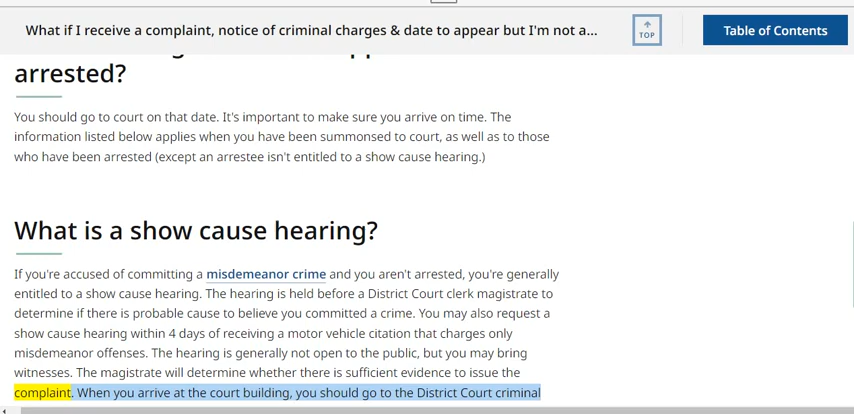 What if I receive a complaint, notice of criminal charges & date to appear but I'm not a...
TOP
Table of Contents
arrested?
You should go to court on that date. It's important to make sure you arrive on time. The
information listed below applies when you have been summonsed to court, as well as to those
who have been arrested (except an arrestee isn't entitled to a show cause hearing.)
What is a show cause hearing?
If you're accused of committing a misdemeanor crime and you aren't arrested, you're generally
entitled to a show cause hearing. The hearing is held before a District Court clerk magistrate to
determine if there is probable cause to believe you committed a crime. You may also request a
show cause hearing within 4 days of receiving a motor vehicle citation that charges only
misdemeanor offenses. The hearing is generally not open to the public, but you may bring
witnesses. The magistrate will determine whether there is sufficient evidence to issue the
complaint. When you arrive at the court building, you should go to the District Court criminal